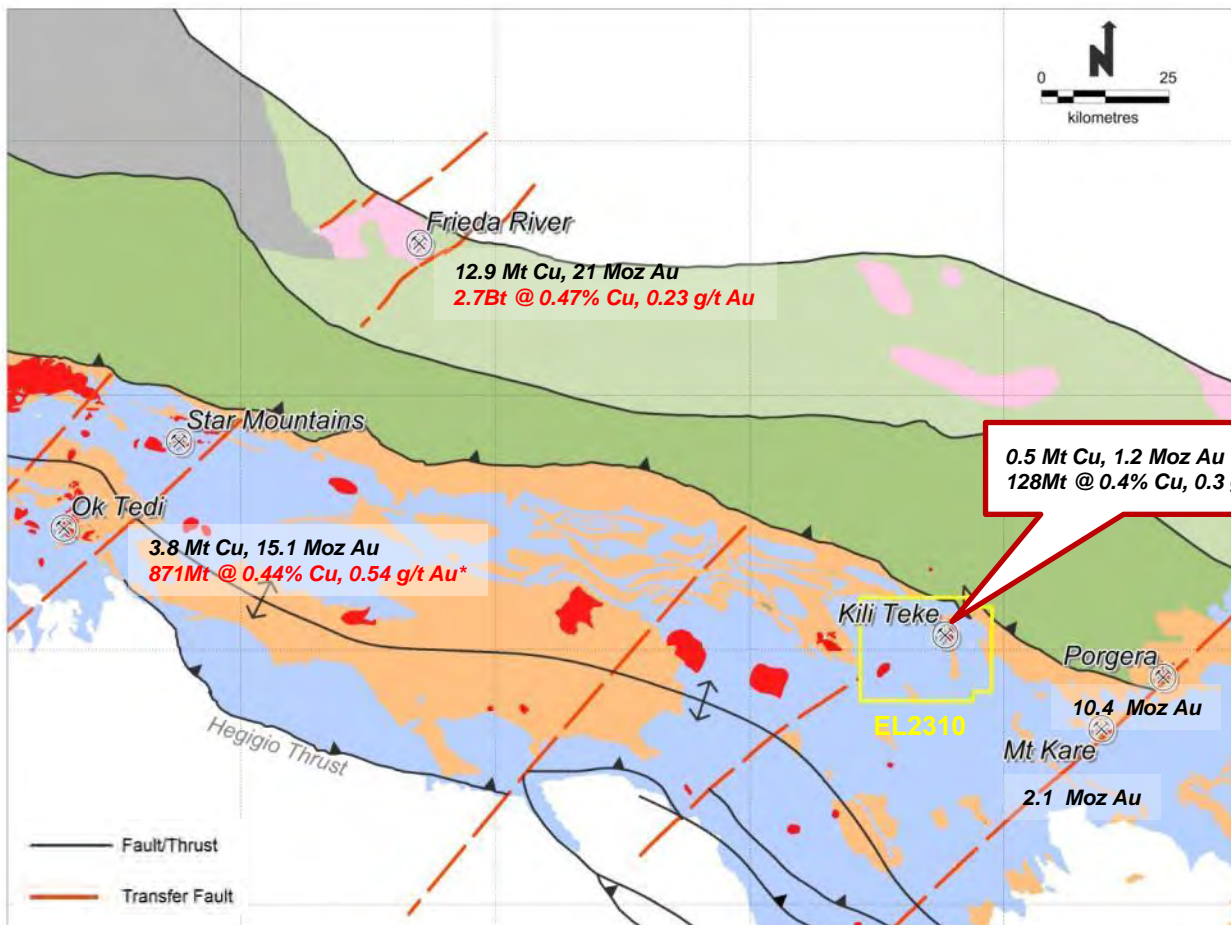 N
0 25
kilometres
Frieda River
12.9 Mt Cu, 21 Moz Au
2.7Bt @ 0.47% Cu, 0.23 g/t Au
Star Mountains
0.5 Mt Cu, 1.2 Moz Au
128Mt @ 0.4% Cu, 0.3 g
Ok Tedi
3.8 Mt Cu, 15.1 Moz Au
871Mt @ 0.44% Cu, 0.54 g/t Au*
Kili Teke
Porgera
10.4 Moz Au
EL2310
Mt Kare
2.1 Moz Au
Hegigio Thrust
Fault/Thrust
Transfer Fault